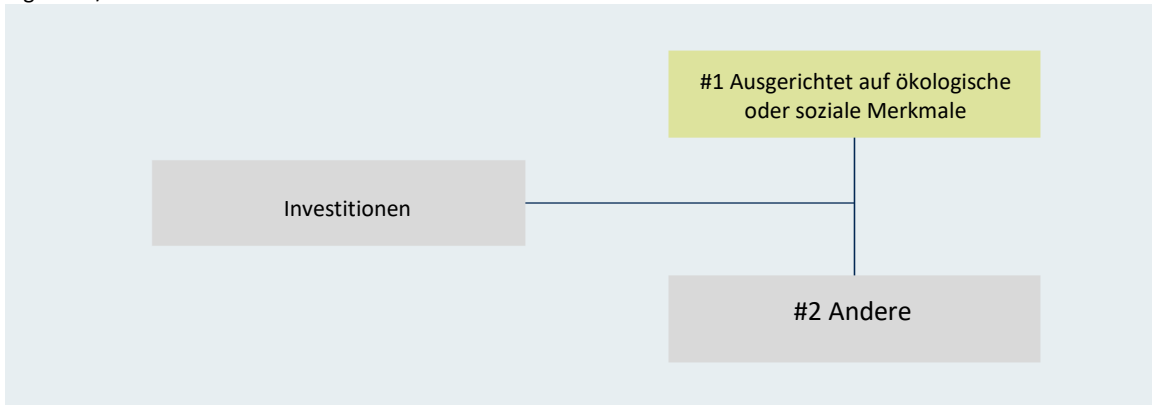 #1 Ausgerichtet auf ökologische
oder soziale Merkmale
Investitionen
#2 Andere